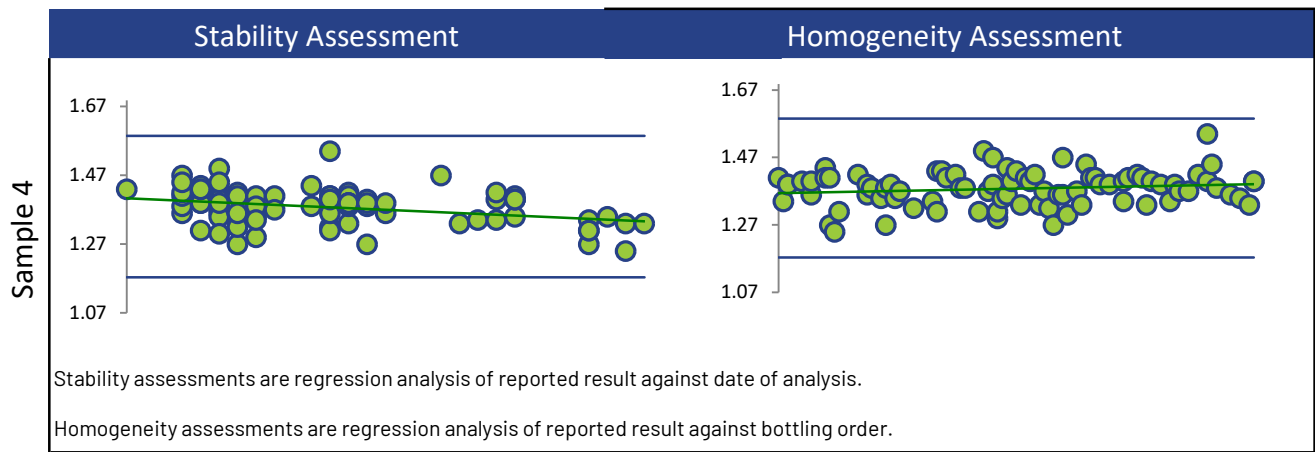 Stability Assessment
Homogeneity Assessment
Sample 4
1.67
1.47
1.27
1.07
1.67
1.47
1.27
1.07
Stability assessments are regression analysis of reported result against date of analysis.
Homogeneity assessments are regression analysis of reported result against bottling order.